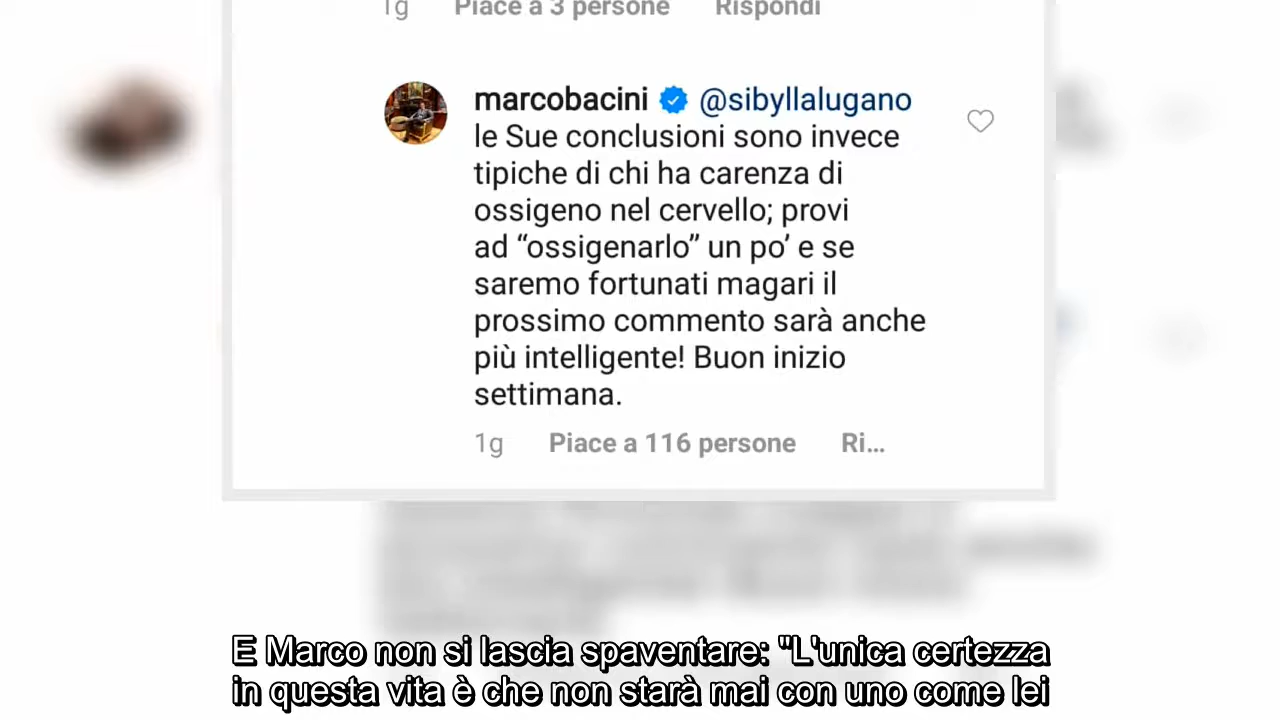 1g Piace a 3 persone Rispondi
marcobacini @sibyllalugano
le Sue conclusioni sono invece
tipiche di chi ha carenza di
ossigeno nel cervello; provi
ad “ossigenarlo” un po’ e se
saremo fortunati magari il
prossimo commento sarà anche
più intelligente! Buon inizio
settimana.
1g Piace a 116 persone Ri...
E Marco non si lascia spaventare: "L'unica certezza
in questa vita è che non starà mai con uno come lei